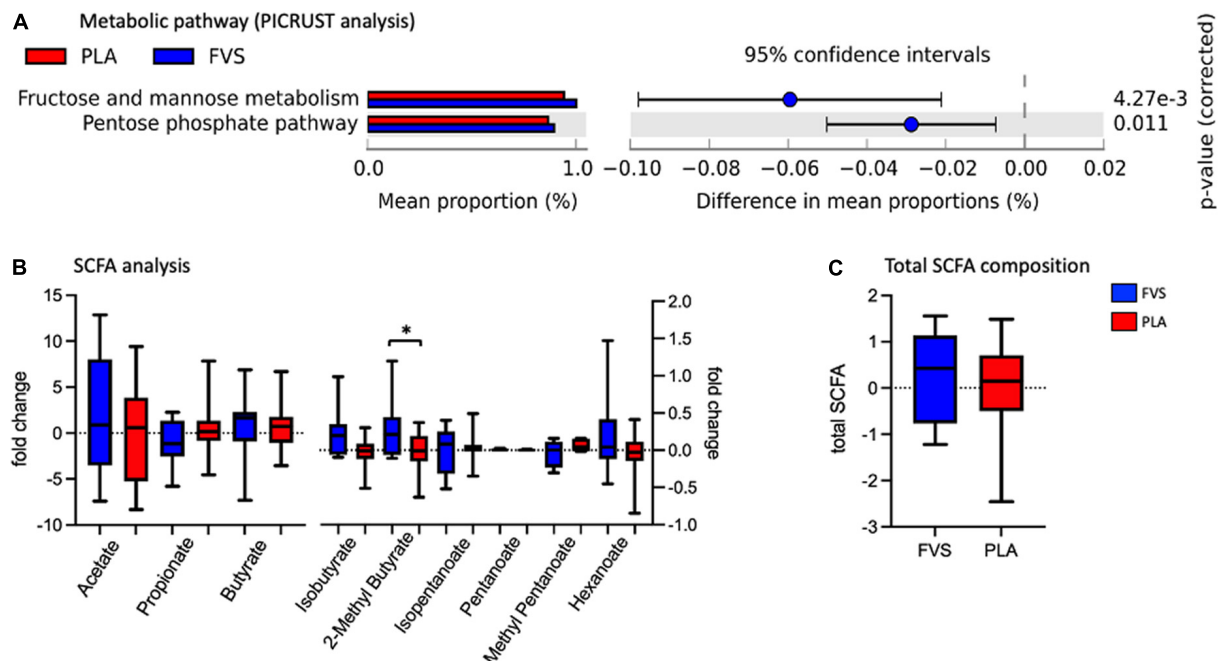 A Metabolic pathway (PICRUST analysis)
PLA FVS
95% confidence intervals
Fructose and mannose metabolism
Pentose phosphate pathway
4.27e-3
0.011
p-value (corrected)
0.0 1.0
Mean proportion (%)
−0.10 −0.08 −0.06 −0.04 −0.02 0.00 0.02
Difference in mean proportions (%)
B SCFA analysis
fold change
15
10
5
0
-5
-10
*
2.0
1.5
1.0
0.5
0.0
-0.5
-1.0
fold change
Acetate
Propionate
Butyrate
Isobutyrate
2-Methyl Butyrate
Isopentanoate
Pentanoate
Methyl Pentanoate
Hexanoate
C Total SCFA composition
FVS
PLA
total SCFA
2
1
0
-1
-2
-3
FVS PLA